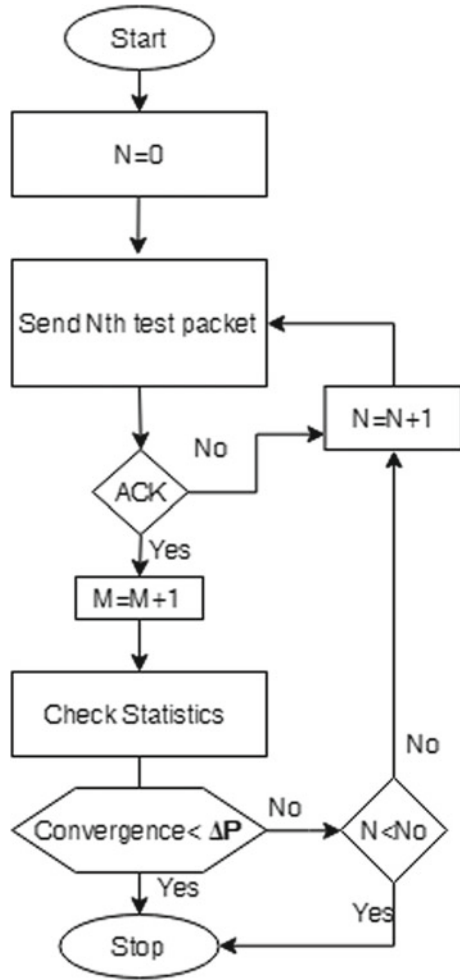 Start
N=0
Send Nth test packet
N=N+1
No
ACK
Yes
M=M+1
Check Statistics
No
Convergence< ΔP
No
N<No
Yes
Yes
Stop